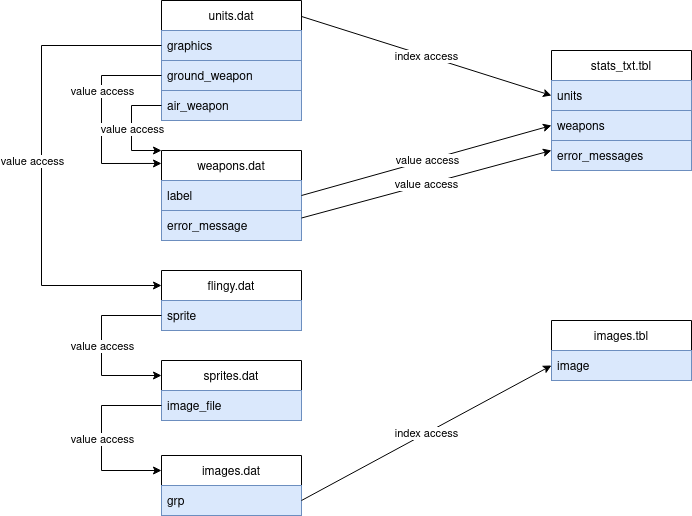 units.dat
graphics
ground_weapon
air_weapon
index access
stats_txt.tbl
units
weapons
error_messages
value access
value access
value access
weapons.dat
label
error_message
value access
value access
flingy.dat
sprite
value access
sprites.dat
image_file
value access
images.dat
grp
index access
images.tbl
image